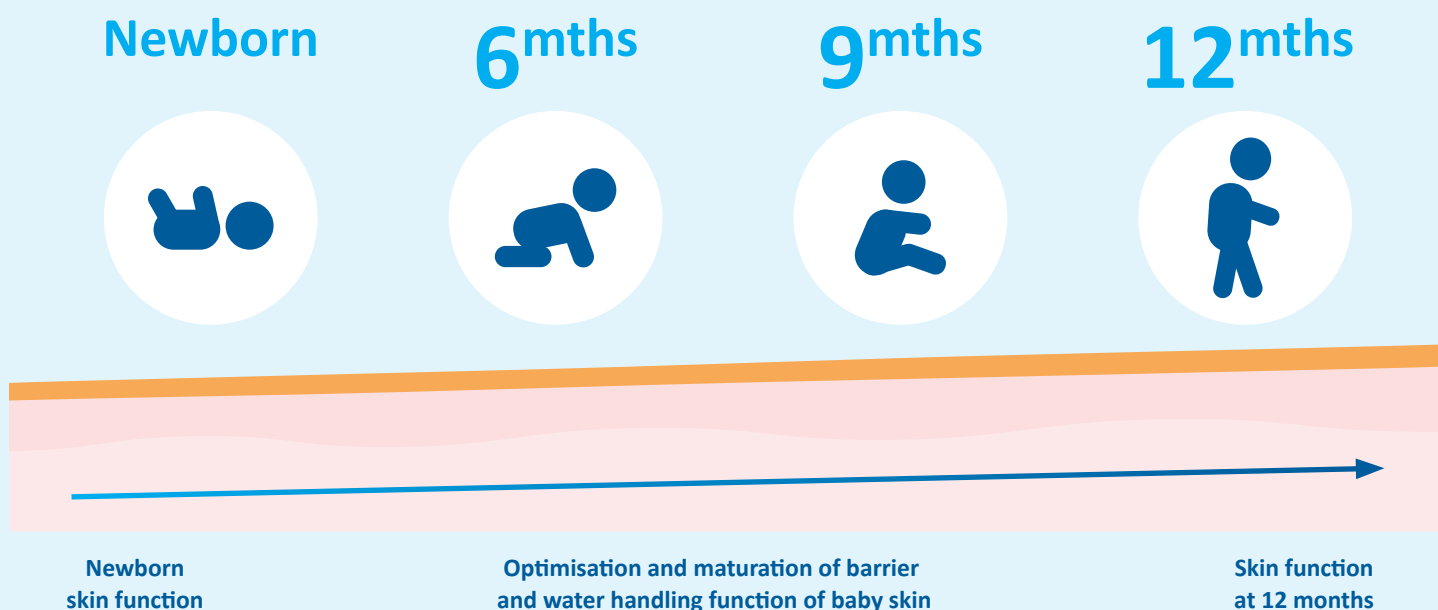 Newborn
6mths
9mths
12mths
Newborn
skin function
Optimisation and maturation of barrier
and water handling function of baby skin
Skin function
at 12 months